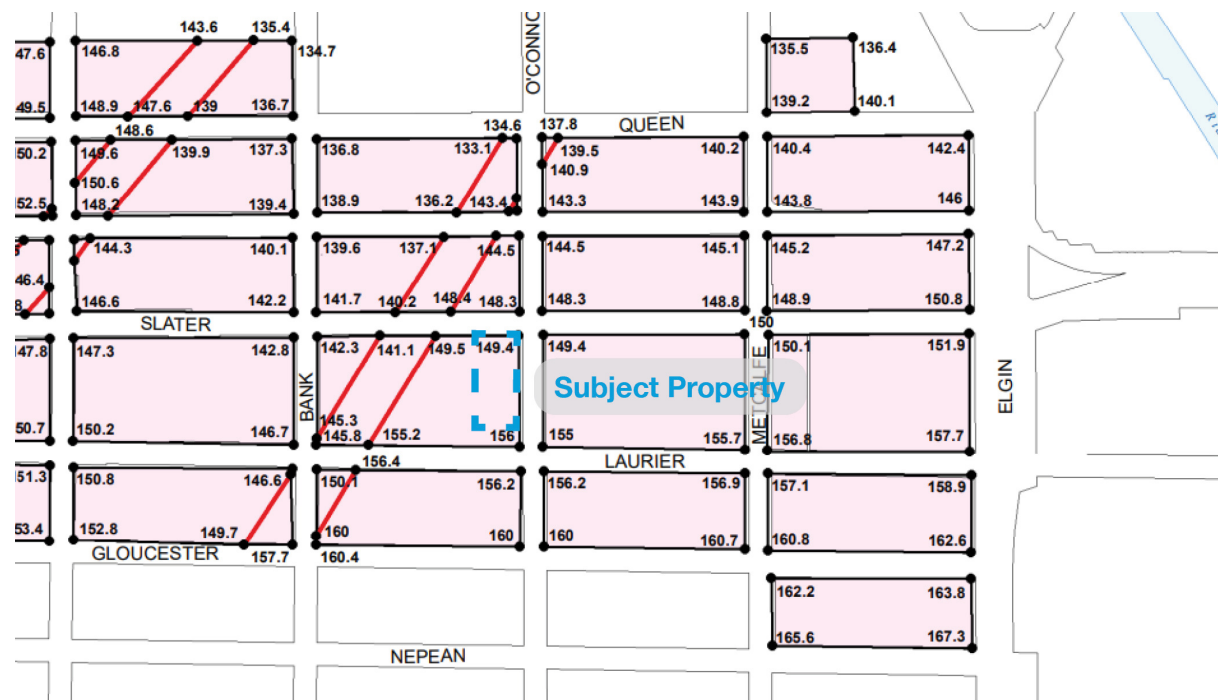 143.6 135.4
47.6 146.8 134.7
49.5 148.9 147.6 139 136.7
O'CONNO
135.5 136.4
139.2 140.1
148.6 134.6 137.8 QUEEN
50.2 149.6 139.9 137.3 136.8 133.1 139.5 140.2 140.4 142.4
150.6 140.9
52.5 148.2 139.4 138.9 136.2 143.4 143.3 143.9 143.8 146
144.3 140.1 139.6 137.1 144.5 144.5 145.1 145.2 147.2
46.4
8 146.6 142.2 141.7 140.2 148.4 148.3 148.3 148.8 148.9 150.8
SLATER 150
47.8 147.3 142.8 142.3 141.1 149.5 149.4 149.4 150.1 151.9
Subject Property
BANK METCALFE ELGIN
145.3
50.7 150.2 146.7 145.8 155.2 156 155 155.7 156.8 157.7
156.4 LAURIER
51.3 150.8 146.6 150.1 156.2 156.2 156.9 157.1 158.9
53.4 152.8 149.7 160 160 160 160.7 160.8 162.6
GLOUCESTER 157.7 160.4
162.2 163.8
165.6 167.3
NEPEAN